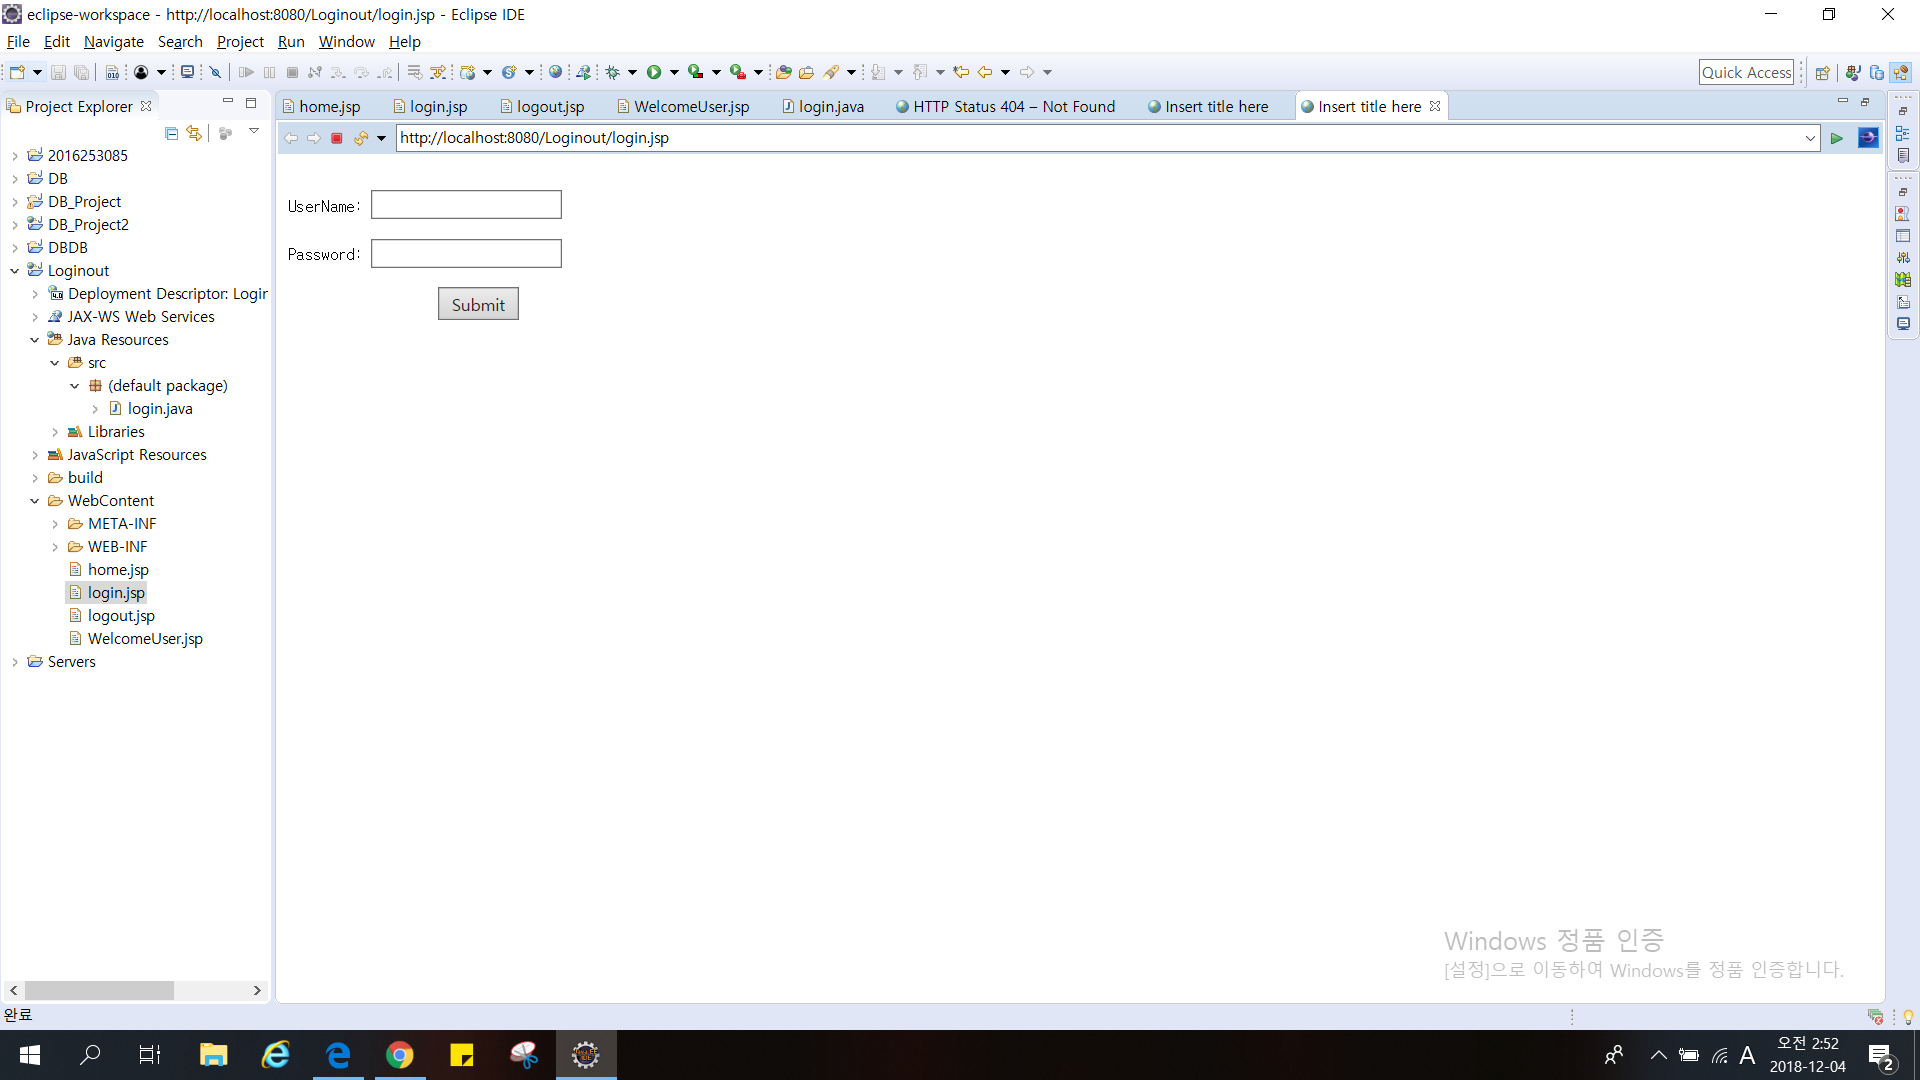 eclipse-workspace - http://localhost:8080/Loginout/login.jsp - Eclipse IDE
File Edit Navigate Search Project Run Window Help
Quick Access
Project Explorer
home.jsp login.jsp logout.jsp WelcomeUser.jsp login.java HTTP Status 404 – Not Found Insert title here Insert title here
http://localhost:8080/Loginout/login.jsp
2016253085
DB
DB_Project
DB_Project2
DBDB
Loginout
Deployment Descriptor: Login
JAX-WS Web Services
Java Resources
src
(default package)
login.java
Libraries
JavaScript Resources
build
WebContent
META-INF
WEB-INF
home.jsp
login.jsp
logout.jsp
WelcomeUser.jsp
Servers
UserName:
Password:
Submit
Windows 정품 인증
[설정]으로 이동하여 Windows를 정품 인증합니다.
완료
A
오전 2:52
2018-12-04
2